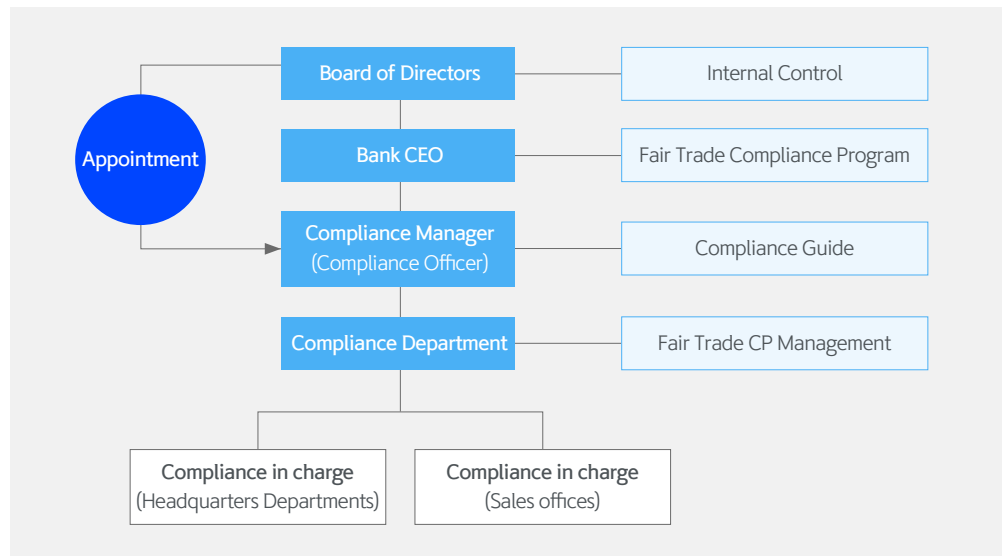 Board of Directors
Internal Control
Appointment
Bank CEO
Fair Trade Compliance Program
Compliance Manager
(Compliance Officer)
Compliance Guide
Compliance Department
Fair Trade CP Management
Compliance in charge
(Headquarters Departments)
Compliance in charge
(Sales offices)